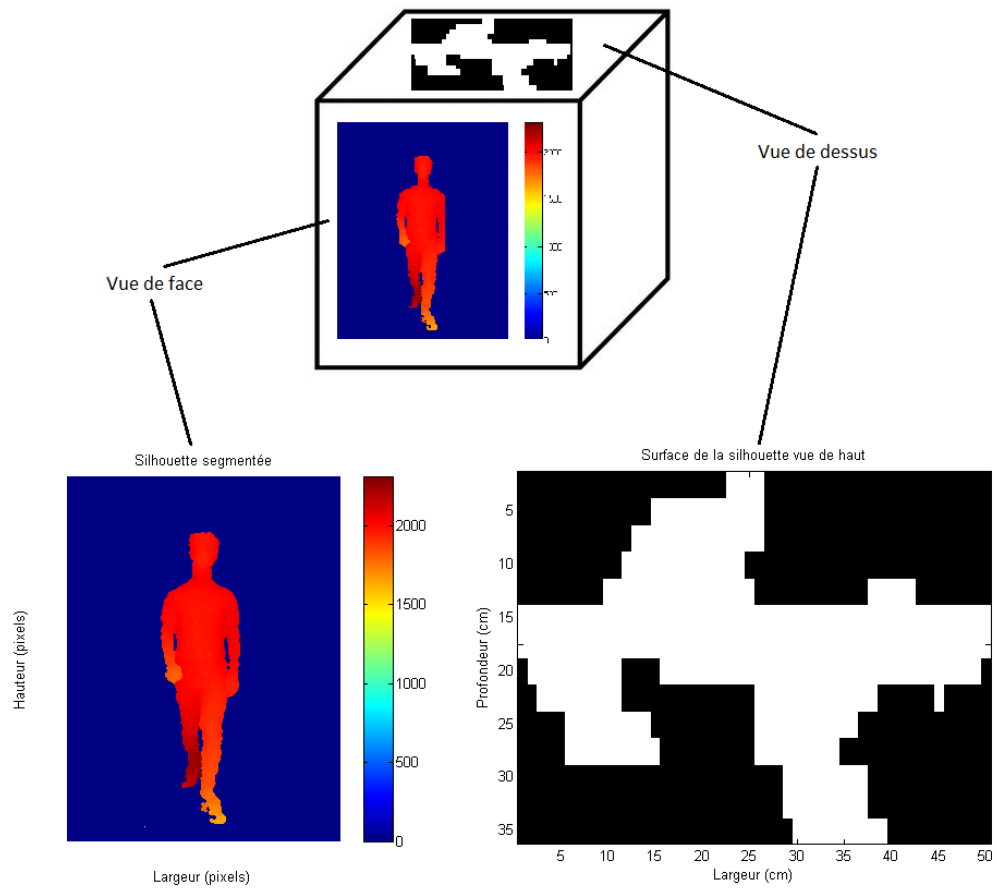 Vue de dessus
Vue de face
Silhouette segmentée
Hauteur (pixels)
Largeur (pixels)
2000
1500
1000
500
0
Surface de la silhouette vue de haut
Profondeur (cm)
5
10
15
20
25
30
35
5 10 15 20 25 30 35 40 45 50
Largeur (cm)